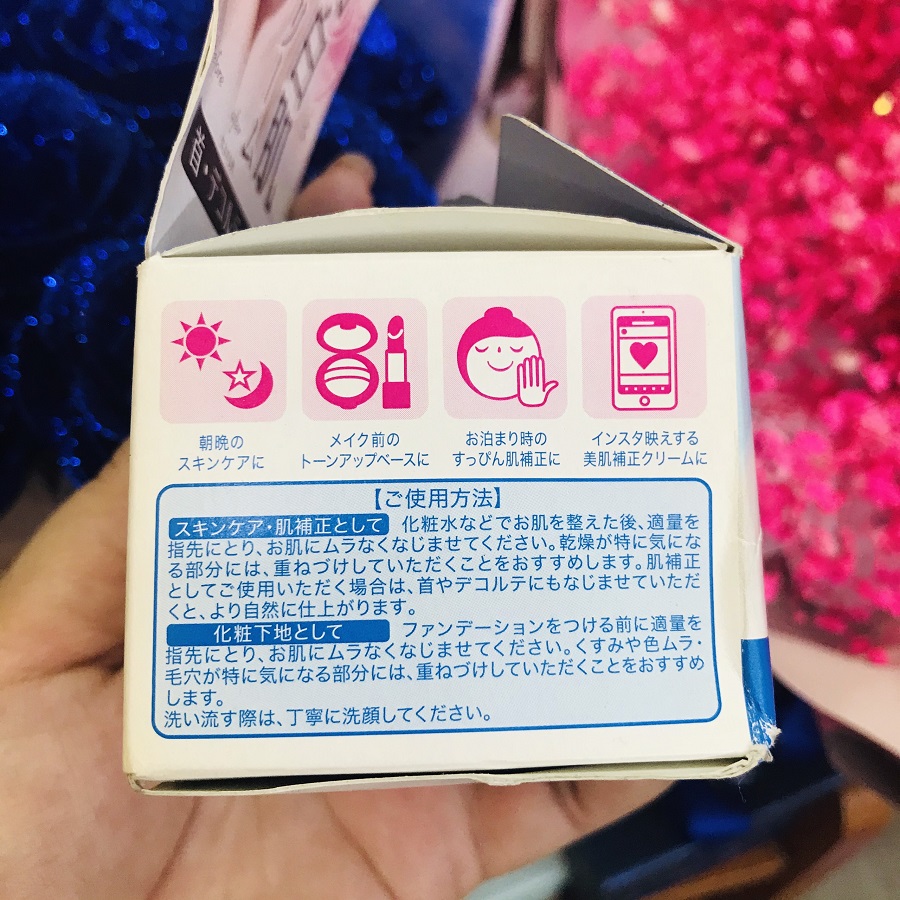 朝晩の
スキンケアに
メイク前の
トーンアップベースに
お泊まり時の
すっぴん肌補正に
インスタ映えする
美肌補正クリームに
【ご使用方法】
スキンケア・肌補正として 化粧水などでお肌を整えた後、適量を
指先にとり、お肌にムラなくなじませてください。乾燥が特に気にな
る部分には、重ねづけしていただくことをおすすめします。肌補正
としてご使用いただく場合は、首やデコルテにもなじませていただ
くと、より自然に仕上がります。
化粧下地として ファンデーションをつける前に適量を
指先にとり、お肌にムラなくなじませてください。くすみや色ムラ・
毛穴が特に気になる部分には、重ねづけしていただくことをおすすめ
します。
洗い流す際は、丁寧に洗顔してください。